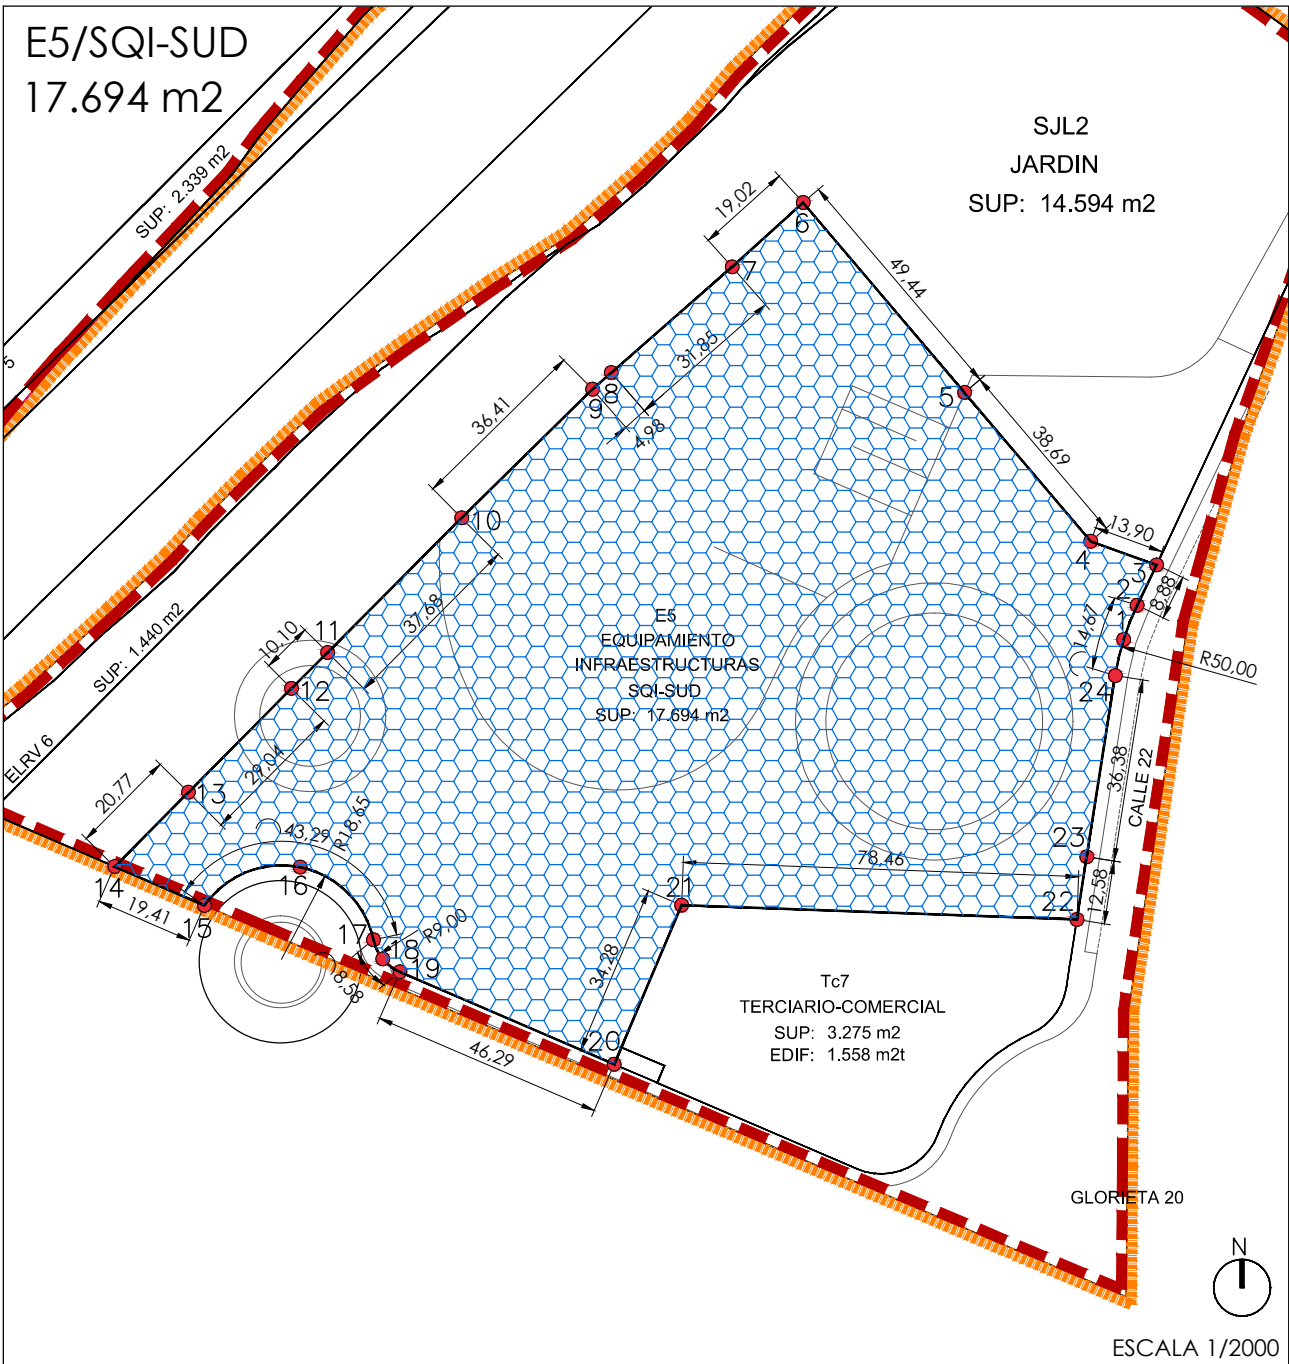 E5/SQI-SUD
17.694 m2
SUP: 2.339 m2
SJL2
JARDIN
SUP: 14.594 m2
19,02
6
7
49,44
31,85
5
8
9
4,98
36,41
38,69
5
10
13,90
4
3
2
8,88
1
14,67
R50,00
24
37,68
11
10,10
12
SUP: 1.440 m2
ELRV 6
E5
EQUIPAMIENTO
INFRAESTRUCTURAS
SQI-SUD
SUP: 17.694 m2
29,04
20,77
13
36,38
CALLE 22
43,29
R18,65
14
16
19,41
15
78,46
23
12,58
22
21
17
18
R9,00
19
18,58
34,28
20
46,29
Tc7
TERCIARIO-COMERCIAL
SUP: 3.275 m2
EDIF: 1.558 m2t
GLORIETA 20
N
ESCALA 1/2000